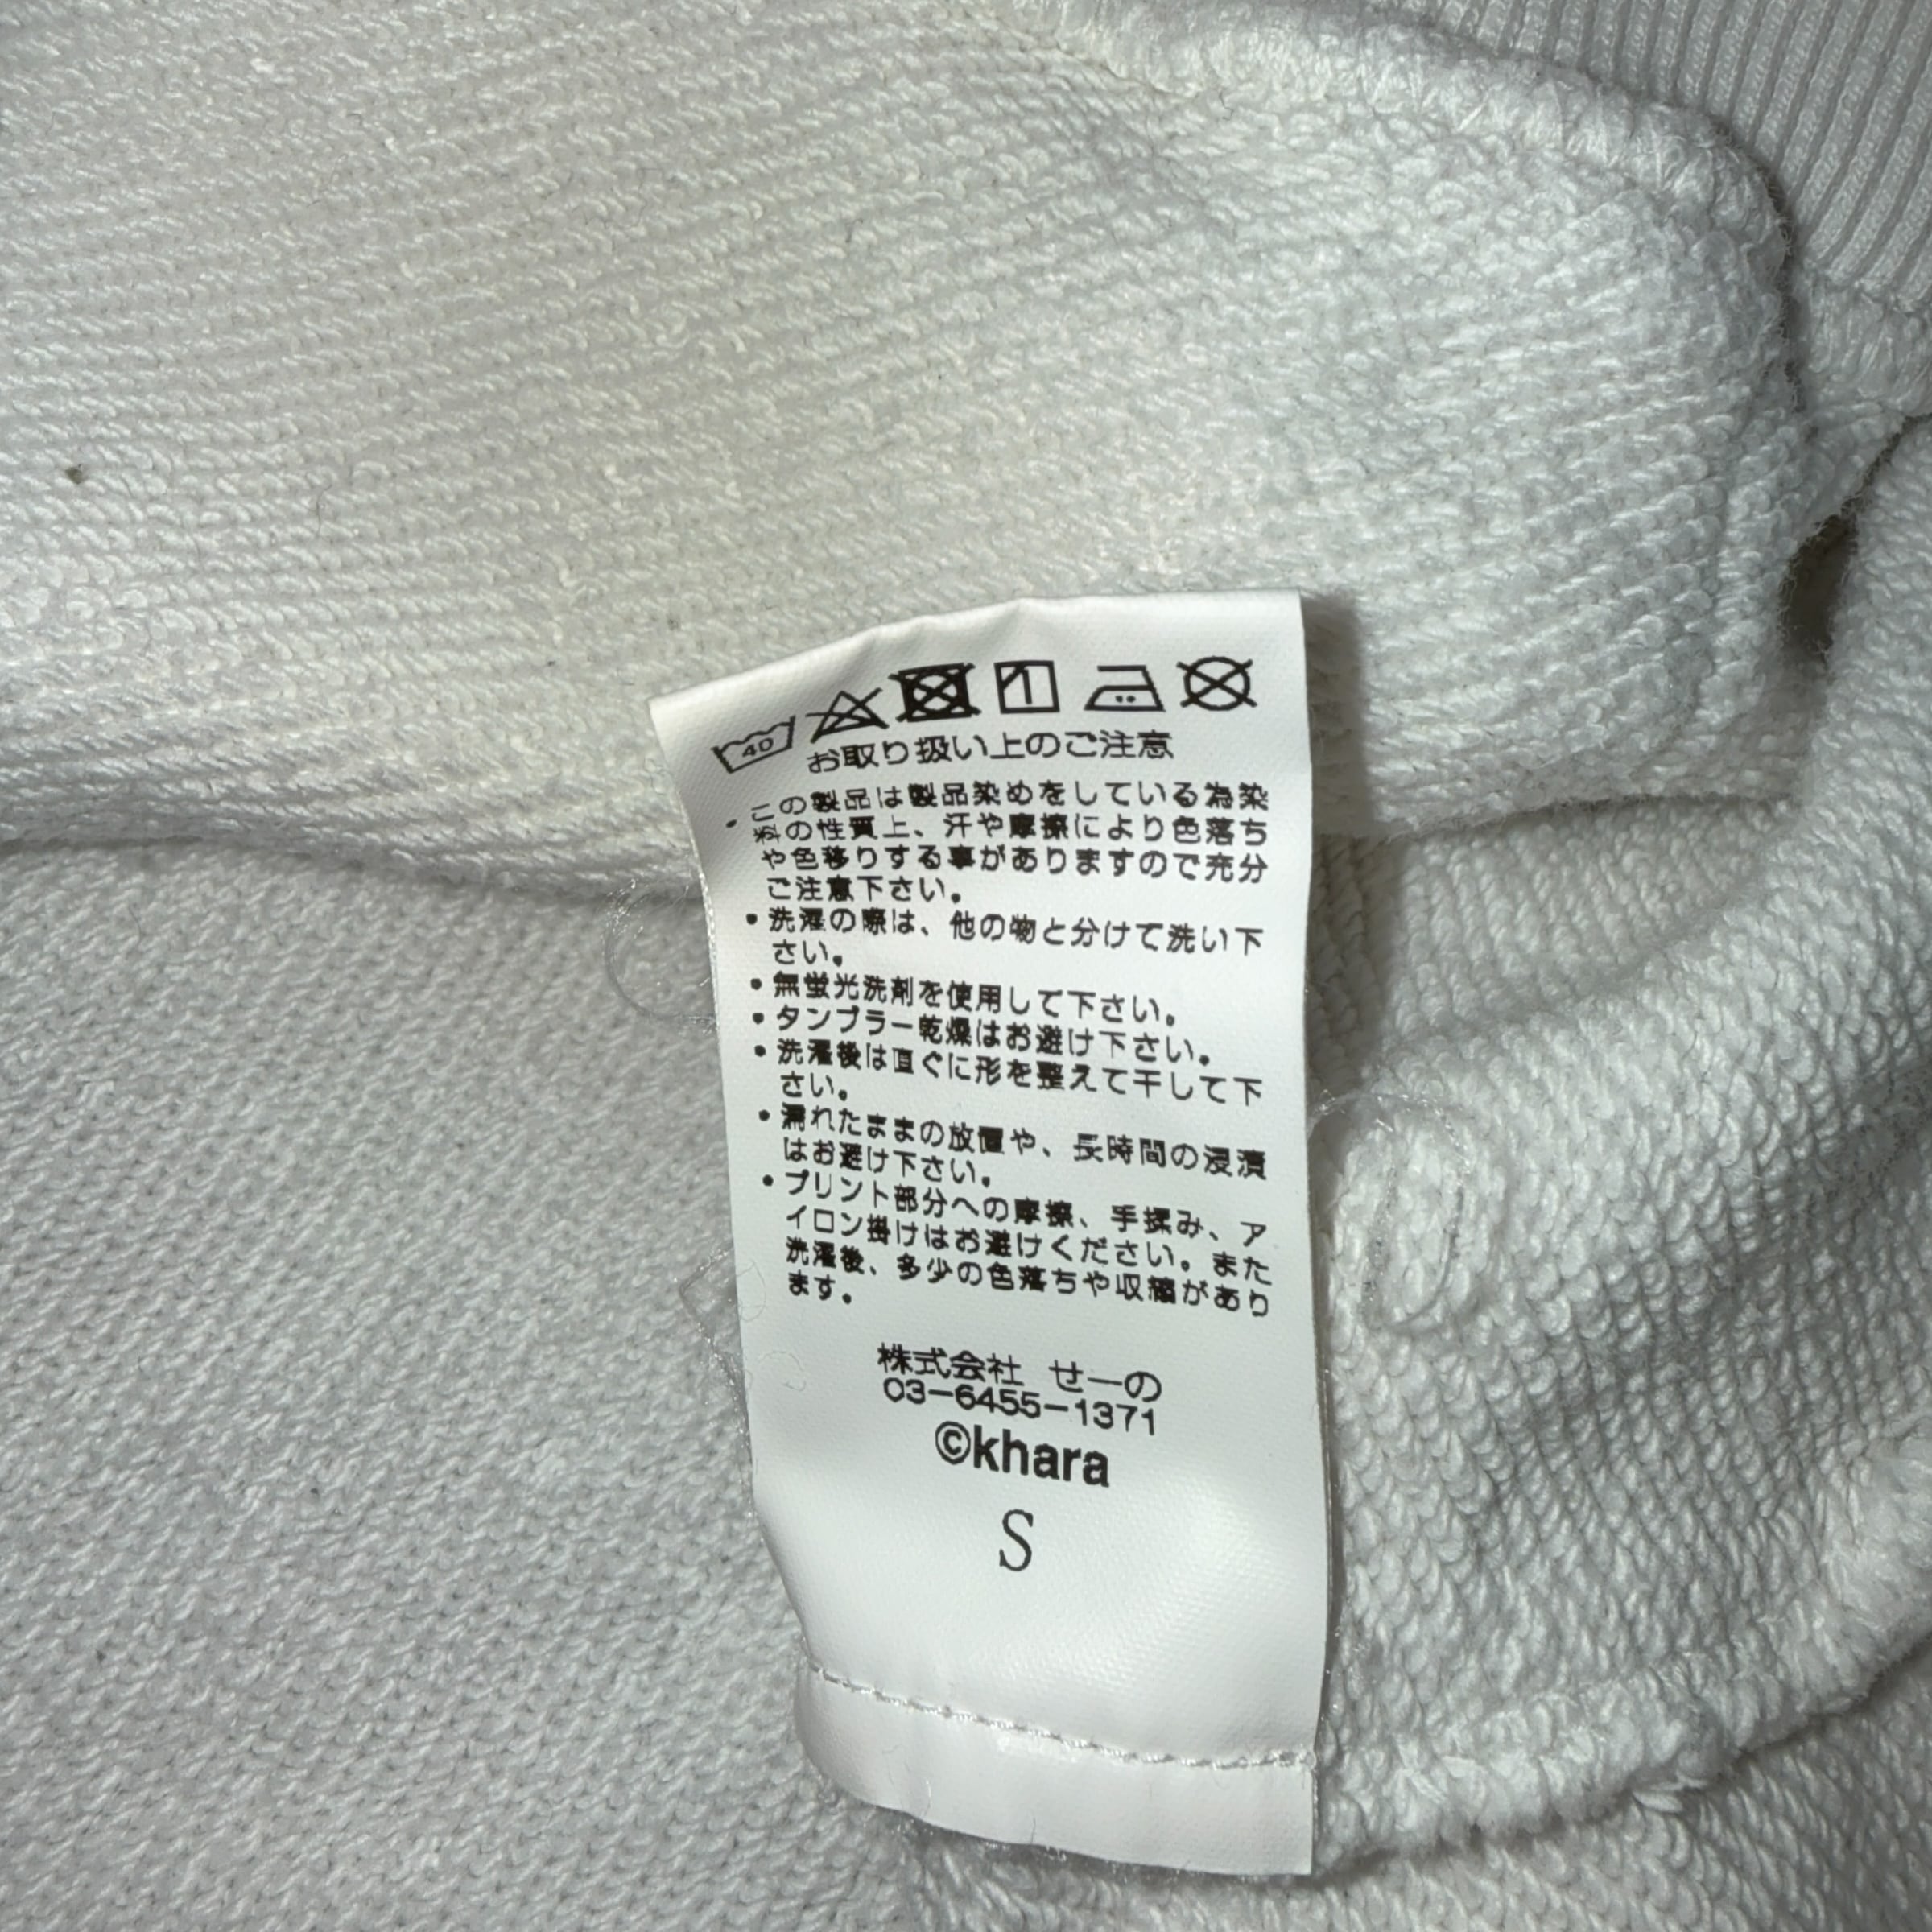 40
お取り扱い上のご注意
・この製品は製品染めをしている為染
料の性質上、汗や摩擦により色落ち
や色移りする事がありますので充分
ご注意下さい。
・洗濯の際は、他の物と分けて洗い下
さい。
・無蛍光洗剤を使用して下さい。
・タンブラー乾燥はお避け下さい。
・洗濯後は直ぐに形を整えて干して下
さい。
・濡れたままの放置や、長時間の浸漬
はお避け下さい。
・プリント部分への摩擦、手揉み、ア
イロン掛けはお避けください。また
洗濯後、多少の色落ちや収縮があり
ます。
株式会社 せーの
03-6455-1371
©khara
S